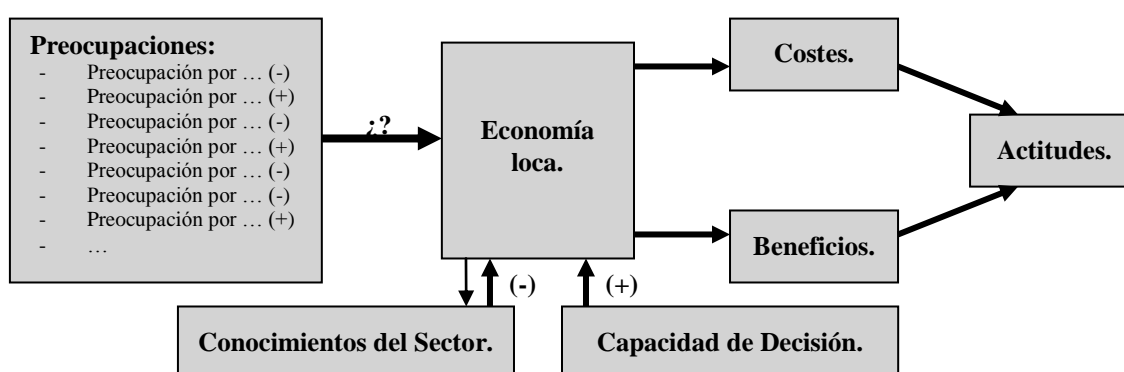 Preocupaciones:
- Preocupación por … (-)
- Preocupación por … (+)
- Preocupación por … (-)
- Preocupación por … (+)
- Preocupación por … (-)
- Preocupación por … (-)
- Preocupación por … (+)
- …
¿?
Economía
loca.
Costes.
Beneficios.
Actitudes.
(-)
(+)
Conocimientos del Sector.
Capacidad de Decisión.